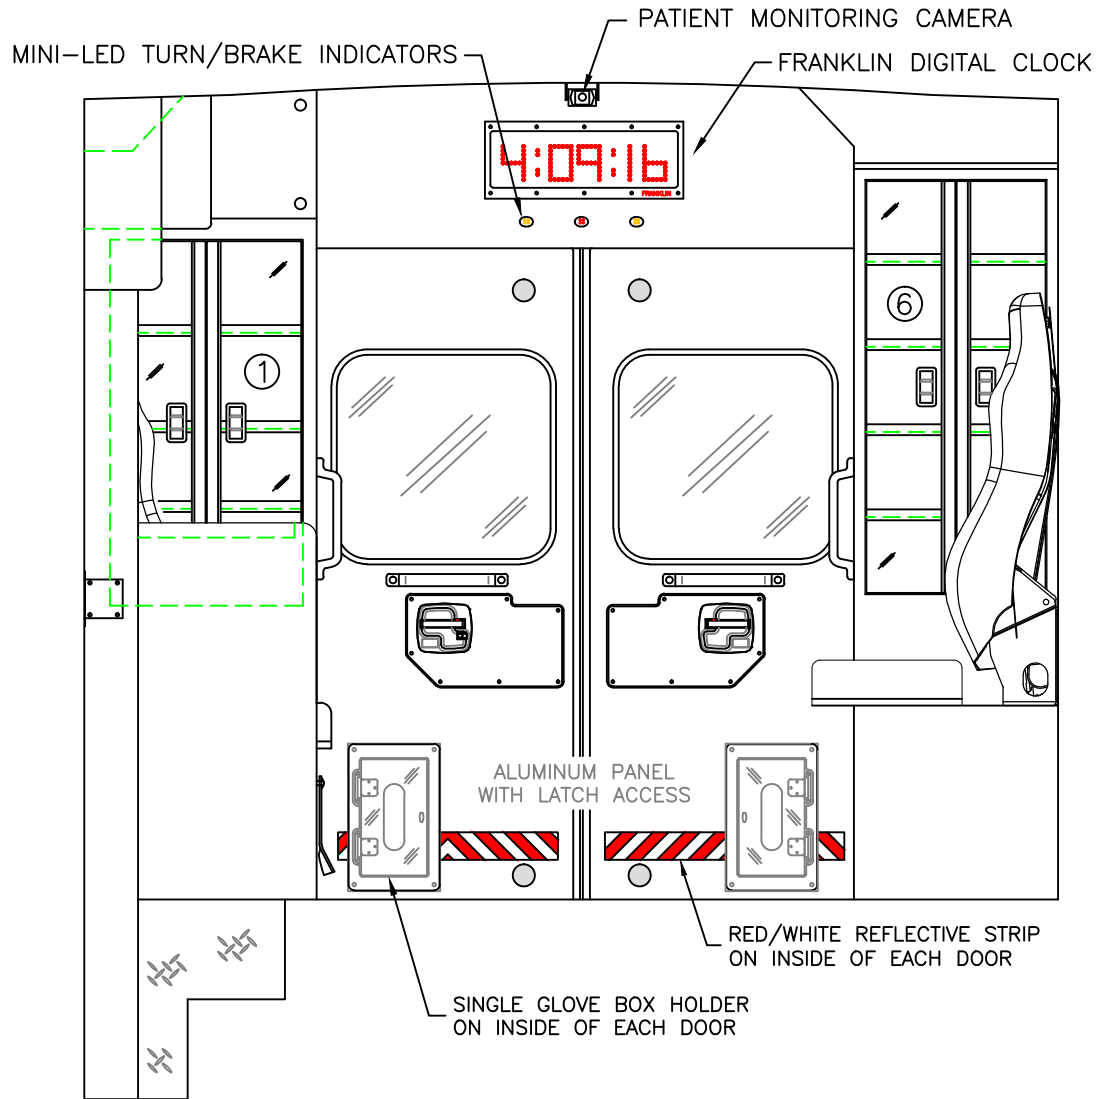 PATIENT MONITORING CAMERA
MINI-LED TURN/BRAKE INDICATORS
FRANKLIN DIGITAL CLOCK
4:09:16
FRANKLIN
6
1
ALUMINUM PANEL
WITH LATCH ACCESS
RED/WHITE REFLECTIVE STRIP
ON INSIDE OF EACH DOOR
SINGLE GLOVE BOX HOLDER
ON INSIDE OF EACH DOOR